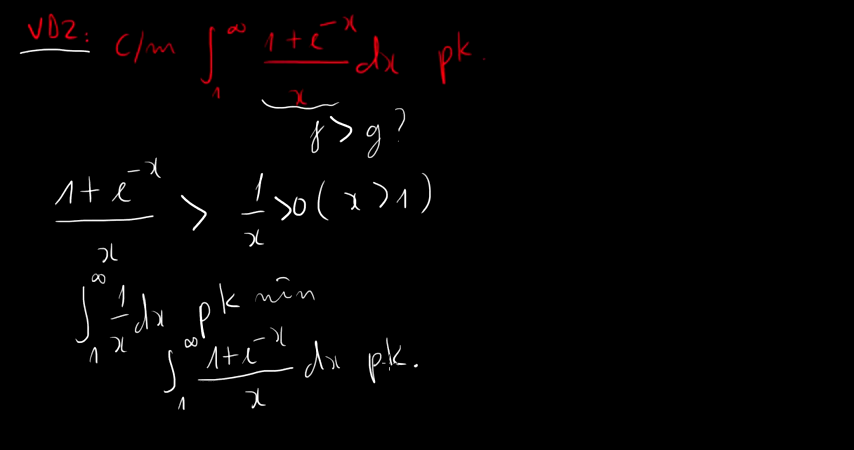 VD2: c/m ∫₁^∞ (1 + e^{-x})/x dx pk.
f > g?
(1 + e^{-x})/x > 1/x > 0 (x > 1)
∫₁^∞ 1/x dx pk nên
∫₁^∞ (1 + e^{-x})/x dx pk.